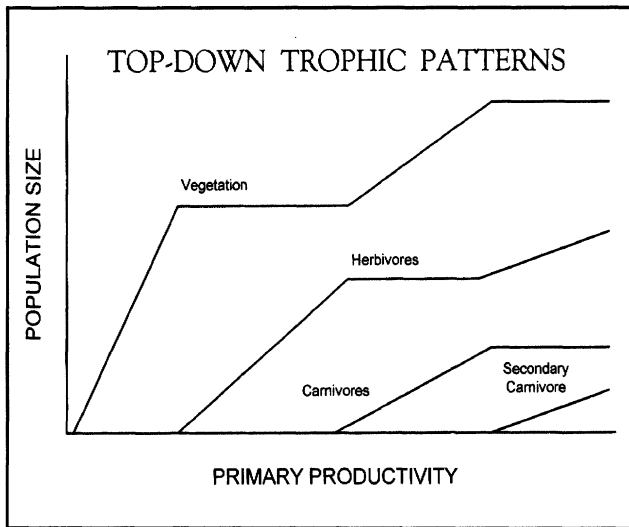 TOP-DOWN TROPHIC PATTERNS
POPULATION SIZE
Vegetation
Herbivores
Carnivores
Secondary
Carnivore
PRIMARY PRODUCTIVITY